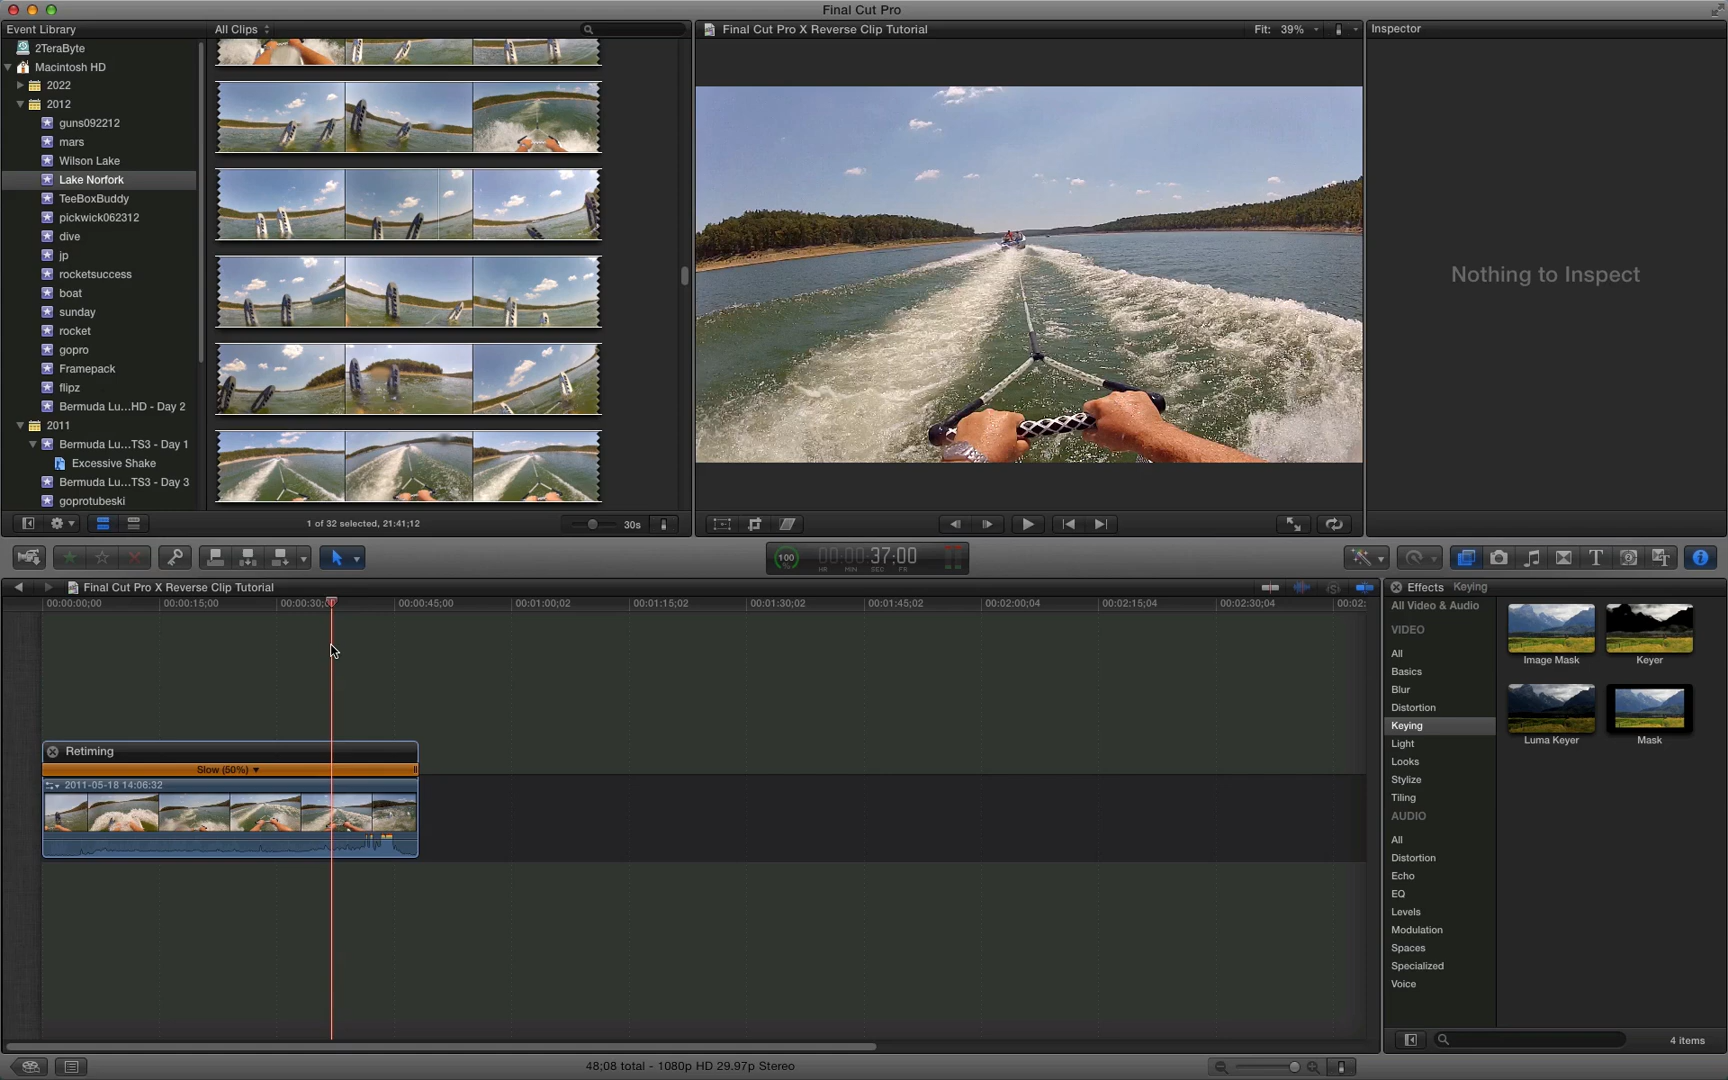 Final Cut Pro
Event Library
2TeraByte
Macintosh HD
2022
2012
guns092212
mars
Wilson Lake
Lake Norfork
TeeBoxBuddy
pickwick062312
dive
jp
rocketsuccess
boat
sunday
rocket
gopro
Framepack
flipz
Bermuda Lu...HD - Day 2
2011
Bermuda Lu...TS3 - Day 1
Excessive Shake
Bermuda Lu...TS3 - Day 3
goprotubeski
All Clips
1 of 32 selected, 21:41;12
30s
Final Cut Pro X Reverse Clip Tutorial
Fit: 39%
Inspector
Nothing to Inspect
100
%
00:00:37;00
HR MIN SEC FR
Final Cut Pro X Reverse Clip Tutorial
00:00:00;00
00:00:15;00
00:00:30;00
00:00:45;00
00:01:00;02
00:01:15;02
00:01:30;02
00:01:45;02
00:02:00;04
00:02:15;04
00:02:30;04
00:02:
Retiming
Slow (50%)
2011-05-18 14:06:32
Effects
Keying
All Video & Audio
VIDEO
All
Basics
Blur
Distortion
Keying
Light
Looks
Stylize
Tiling
AUDIO
All
Distortion
Echo
EQ
Levels
Modulation
Spaces
Specialized
Voice
Image Mask
Keyer
Luma Keyer
Mask
4 items
48;08 total - 1080p HD 29.97p Stereo